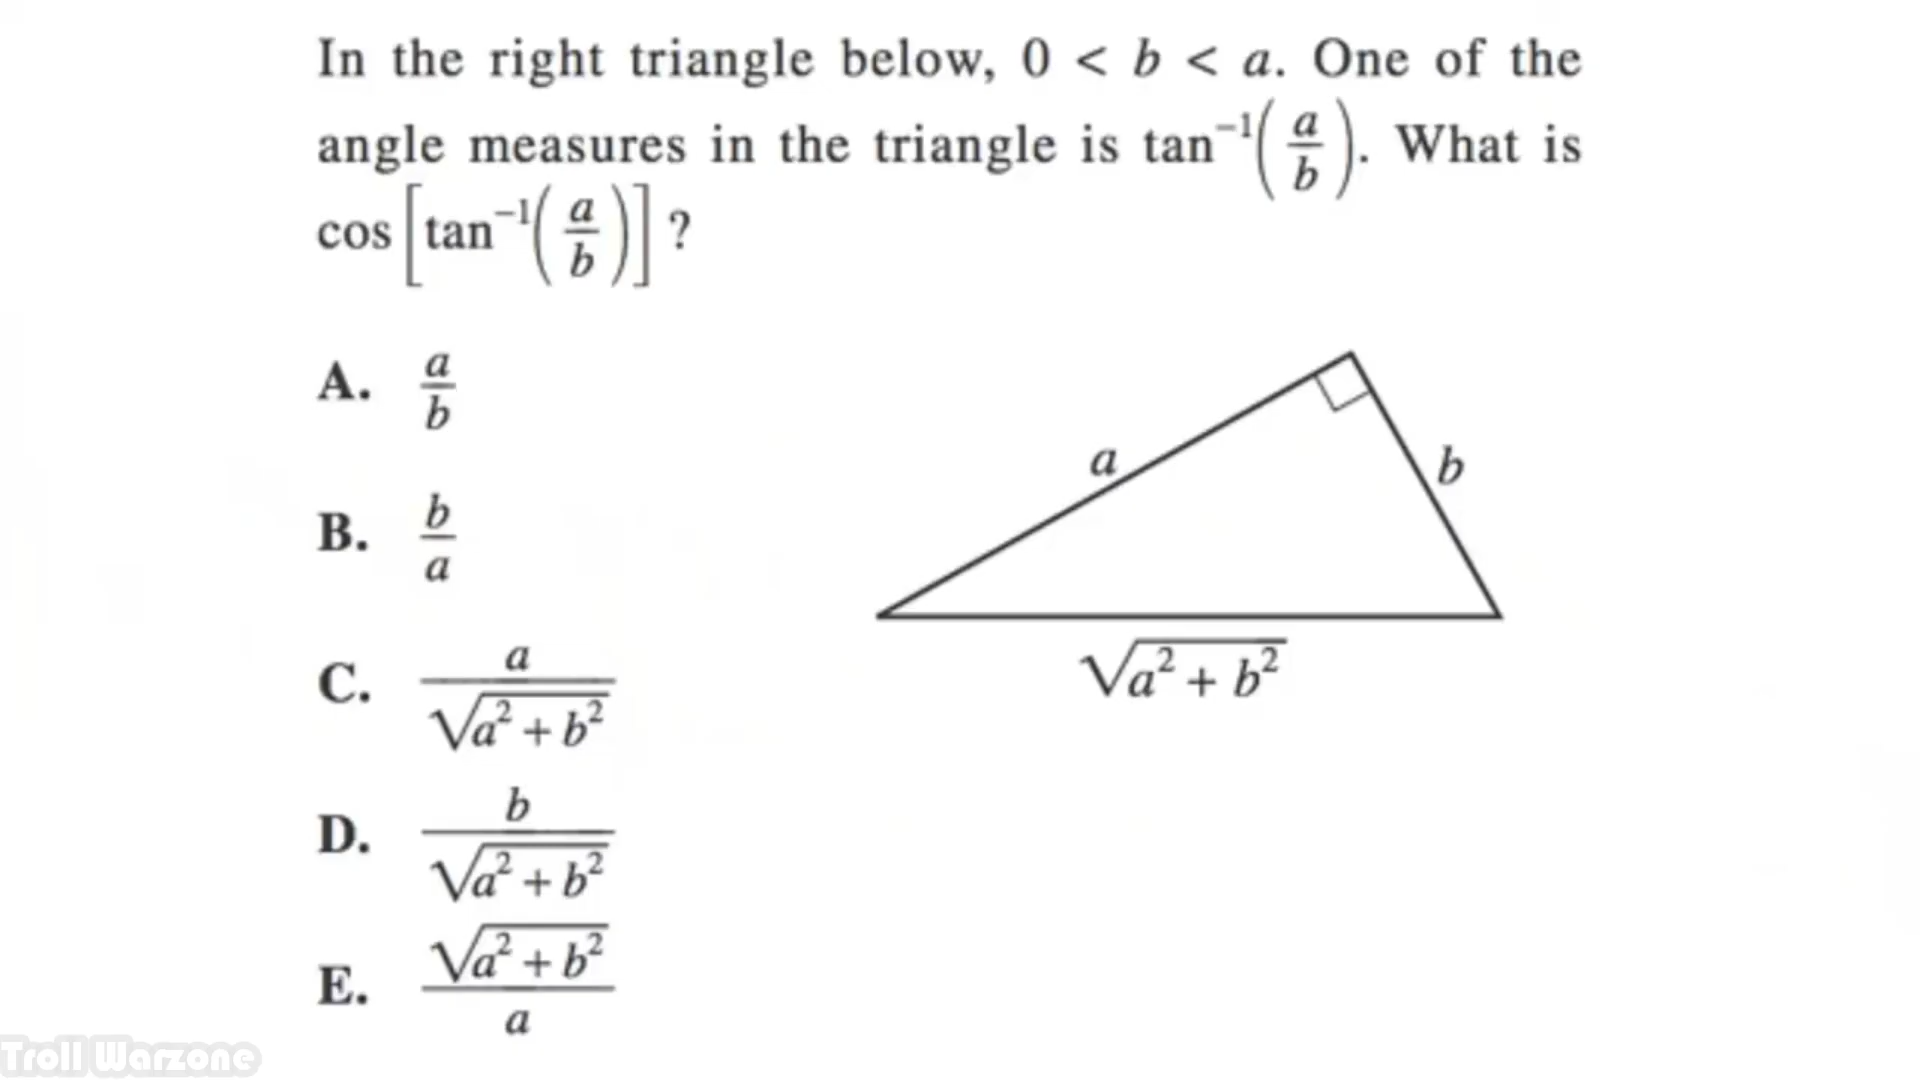 In the right triangle below, 0 < b < a. One of the
angle measures in the triangle is tan⁻¹(a/b). What is
cos[tan⁻¹(a/b)]?
A. a/b
B. b/a
C. a/√(a² + b²)
D. b/√(a² + b²)
E. √(a² + b²)/a
a
b
√(a² + b²)
Troll Warzone